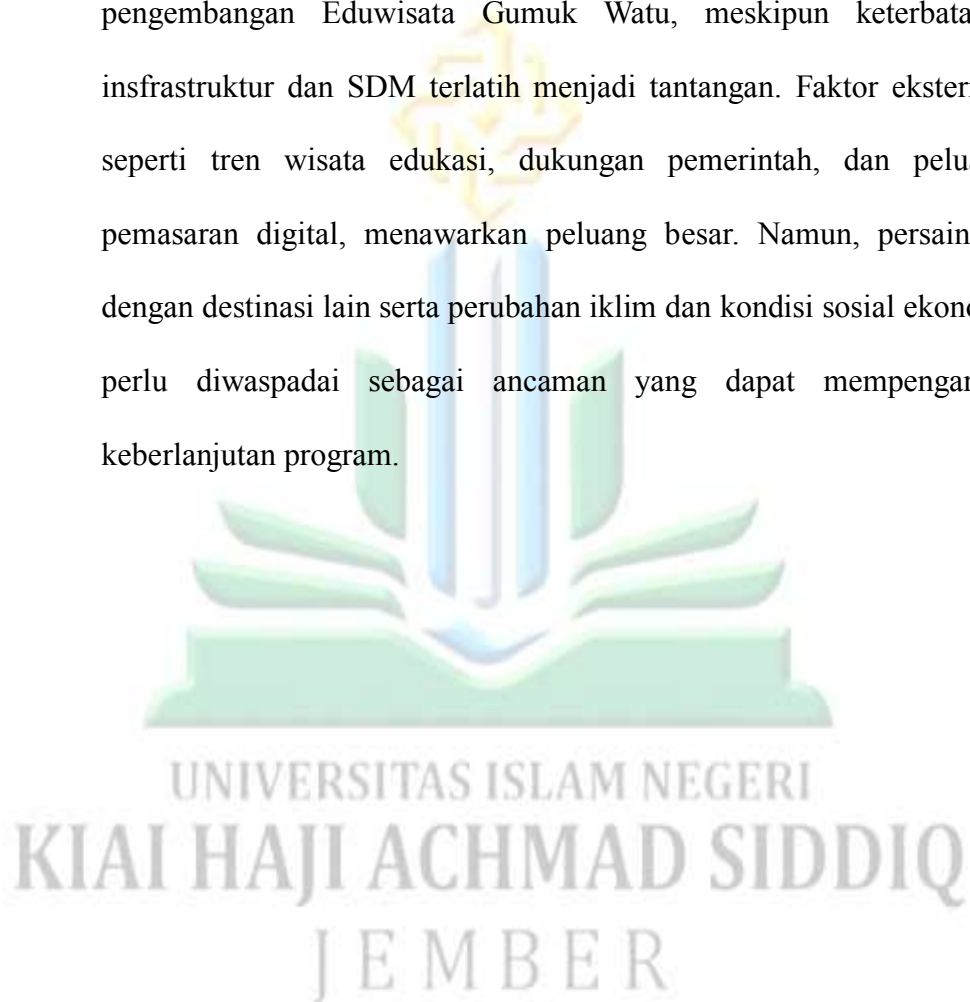 pengembangan Eduwisata Gumuk Watu, meskipun keterbata
insfrastruktur dan SDM terlatih menjadi tantangan. Faktor ekster
seperti tren wisata edukasi, dukungan pemerintah, dan pelu
pemasaran digital, menawarkan peluang besar. Namun, persain
dengan destinasi lain serta perubahan iklim dan kondisi sosial ekono
perlu diwaspadai sebagai ancaman yang dapat mempengar
keberlanjutan program.
UNIVERSITAS ISLAM NEGERI
KIAI HAJI ACHMAD SIDDIQ
JEMBER